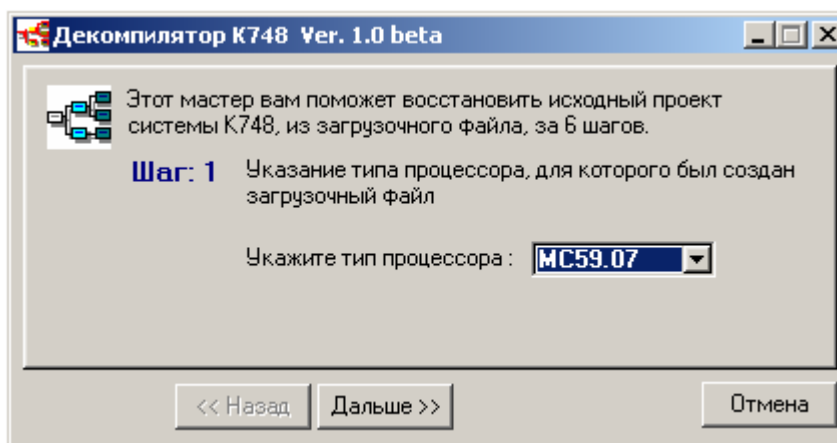 Декомпилятор K748 Ver. 1.0 beta
Этот мастер вам поможет восстановить исходный проект
системы K748, из загрузочного файла, за 6 шагов.
Шаг: 1
Указание типа процессора, для которого был создан
загрузочный файл
Укажите тип процессора : MC59.07
<< Назад
Дальше >>
Отмена